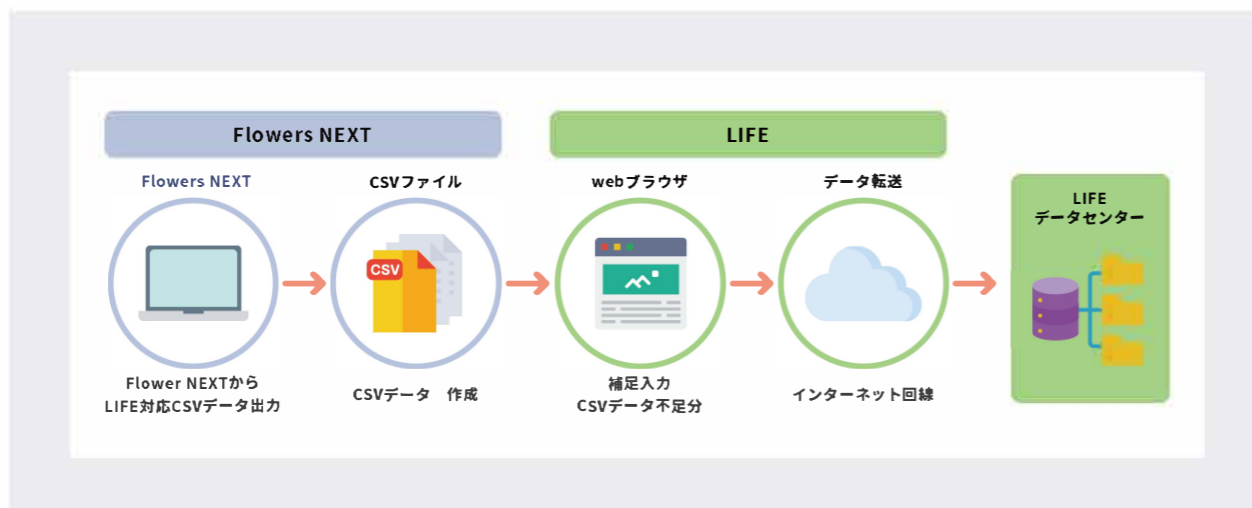 Flowers NEXT
LIFE
Flowers NEXT
CSVファイル
webブラウザ
データ転送
LIFE
データセンター
CSV
Flower NEXTから
LIFE対応CSVデータ出力
CSVデータ　作成
補足入力
CSVデータ不足分
インターネット回線